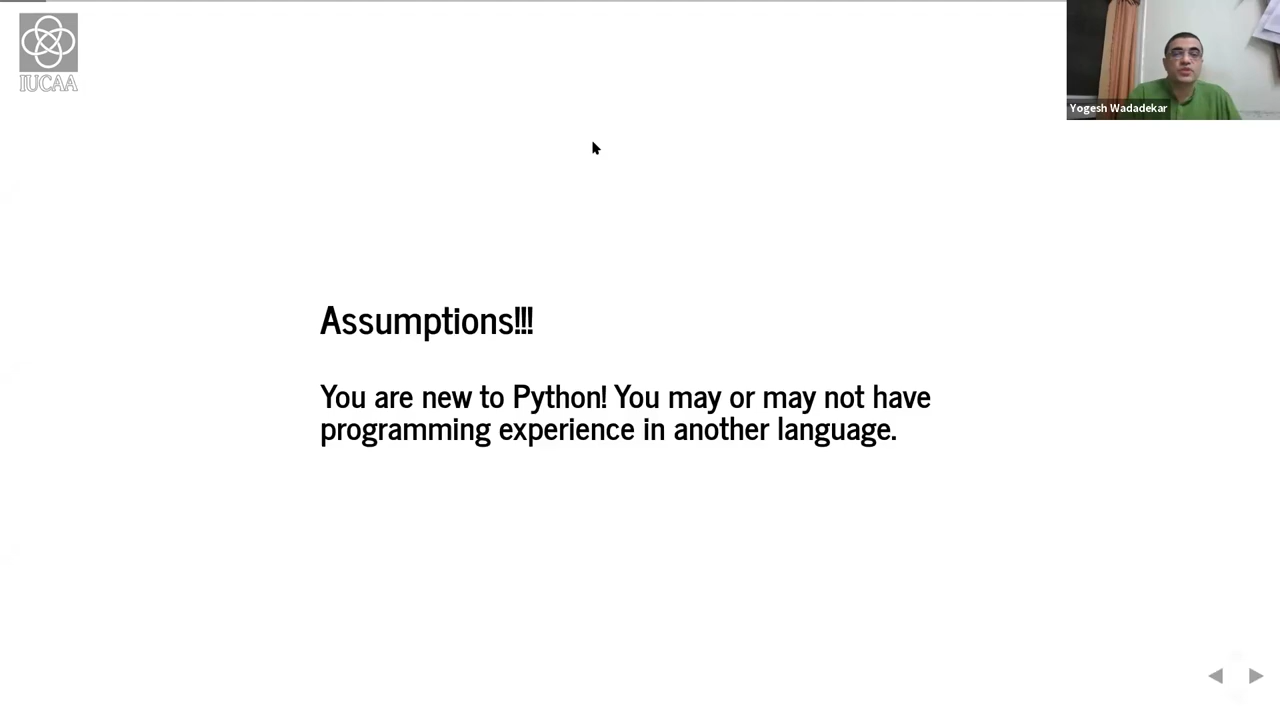 IUCAA
Yogesh Wadadekar
Assumptions!!!
You are new to Python! You may or may not have
programming experience in another language.